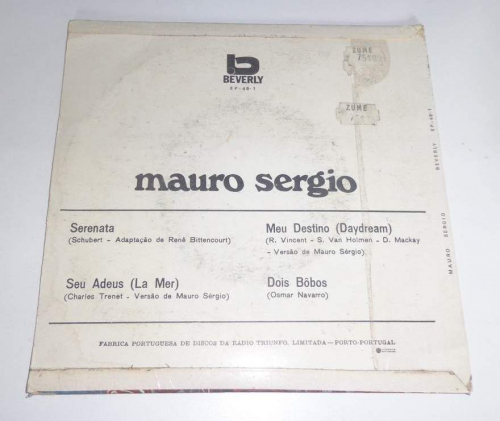 BEVERLY
EP-48-1
ZUME
ZUME
mauro sergio
Serenata
(Schubert - Adaptação de Renê Bittencourt)
Meu Destino (Daydream)
(R. Vincent - S. Van Holmen - D. Mackay
- Versão de Mauro Sérgio)
Seu Adeus (La Mer)
(Charles Trenet - Versão de Mauro Sérgio)
Dois Bôbos
(Osmar Navarro)
FABRICA PORTUGUESA DE DISCOS DA RADIO TRIUNFO, LIMITADA — PORTO-PORTUGAL
MAURO SERGIO BEVERLY EP-48-1